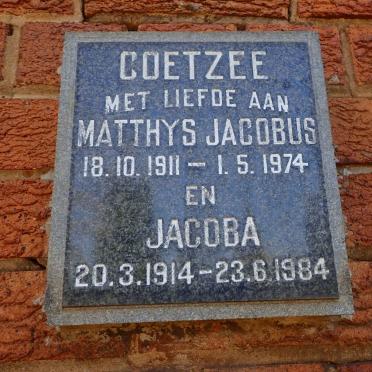 COETZEE
MET LIEFDE AAN
MATTHYS JACOBUS
18.10.1911 - 1.5.1974
EN
JACOBA
20.3.1914-23.6.1984